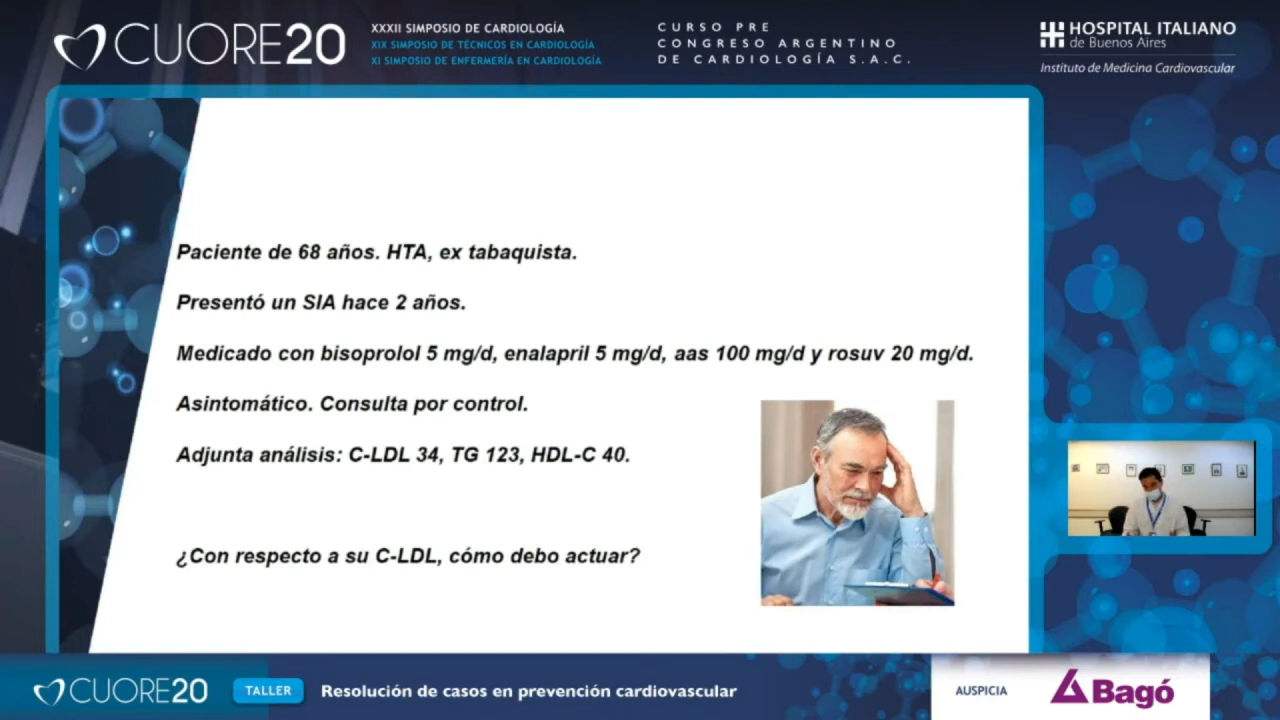 CUORE20
XXXII SIMPOSIO DE CARDIOLOGÍA
XIX SIMPOSIO DE TÉCNICOS EN CARDIOLOGÍA
XI SIMPOSIO DE ENFERMERÍA EN CARDIOLOGÍA
CURSO PRE
CONGRESO ARGENTINO
DE CARDIOLOGÍA S.A.C.
HOSPITAL ITALIANO
de Buenos Aires
Instituto de Medicina Cardiovascular
Paciente de 68 años. HTA, ex tabaquista.
Presentó un SIA hace 2 años.
Medicado con bisoprolol 5 mg/d, enalapril 5 mg/d, aas 100 mg/d y rosuv 20 mg/d.
Asintomático. Consulta por control.
Adjunta análisis: C-LDL 34, TG 123, HDL-C 40.
¿Con respecto a su C-LDL, cómo debo actuar?
CUORE20
TALLER
Resolución de casos en prevención cardiovascular
AUSPICIA
Bagó